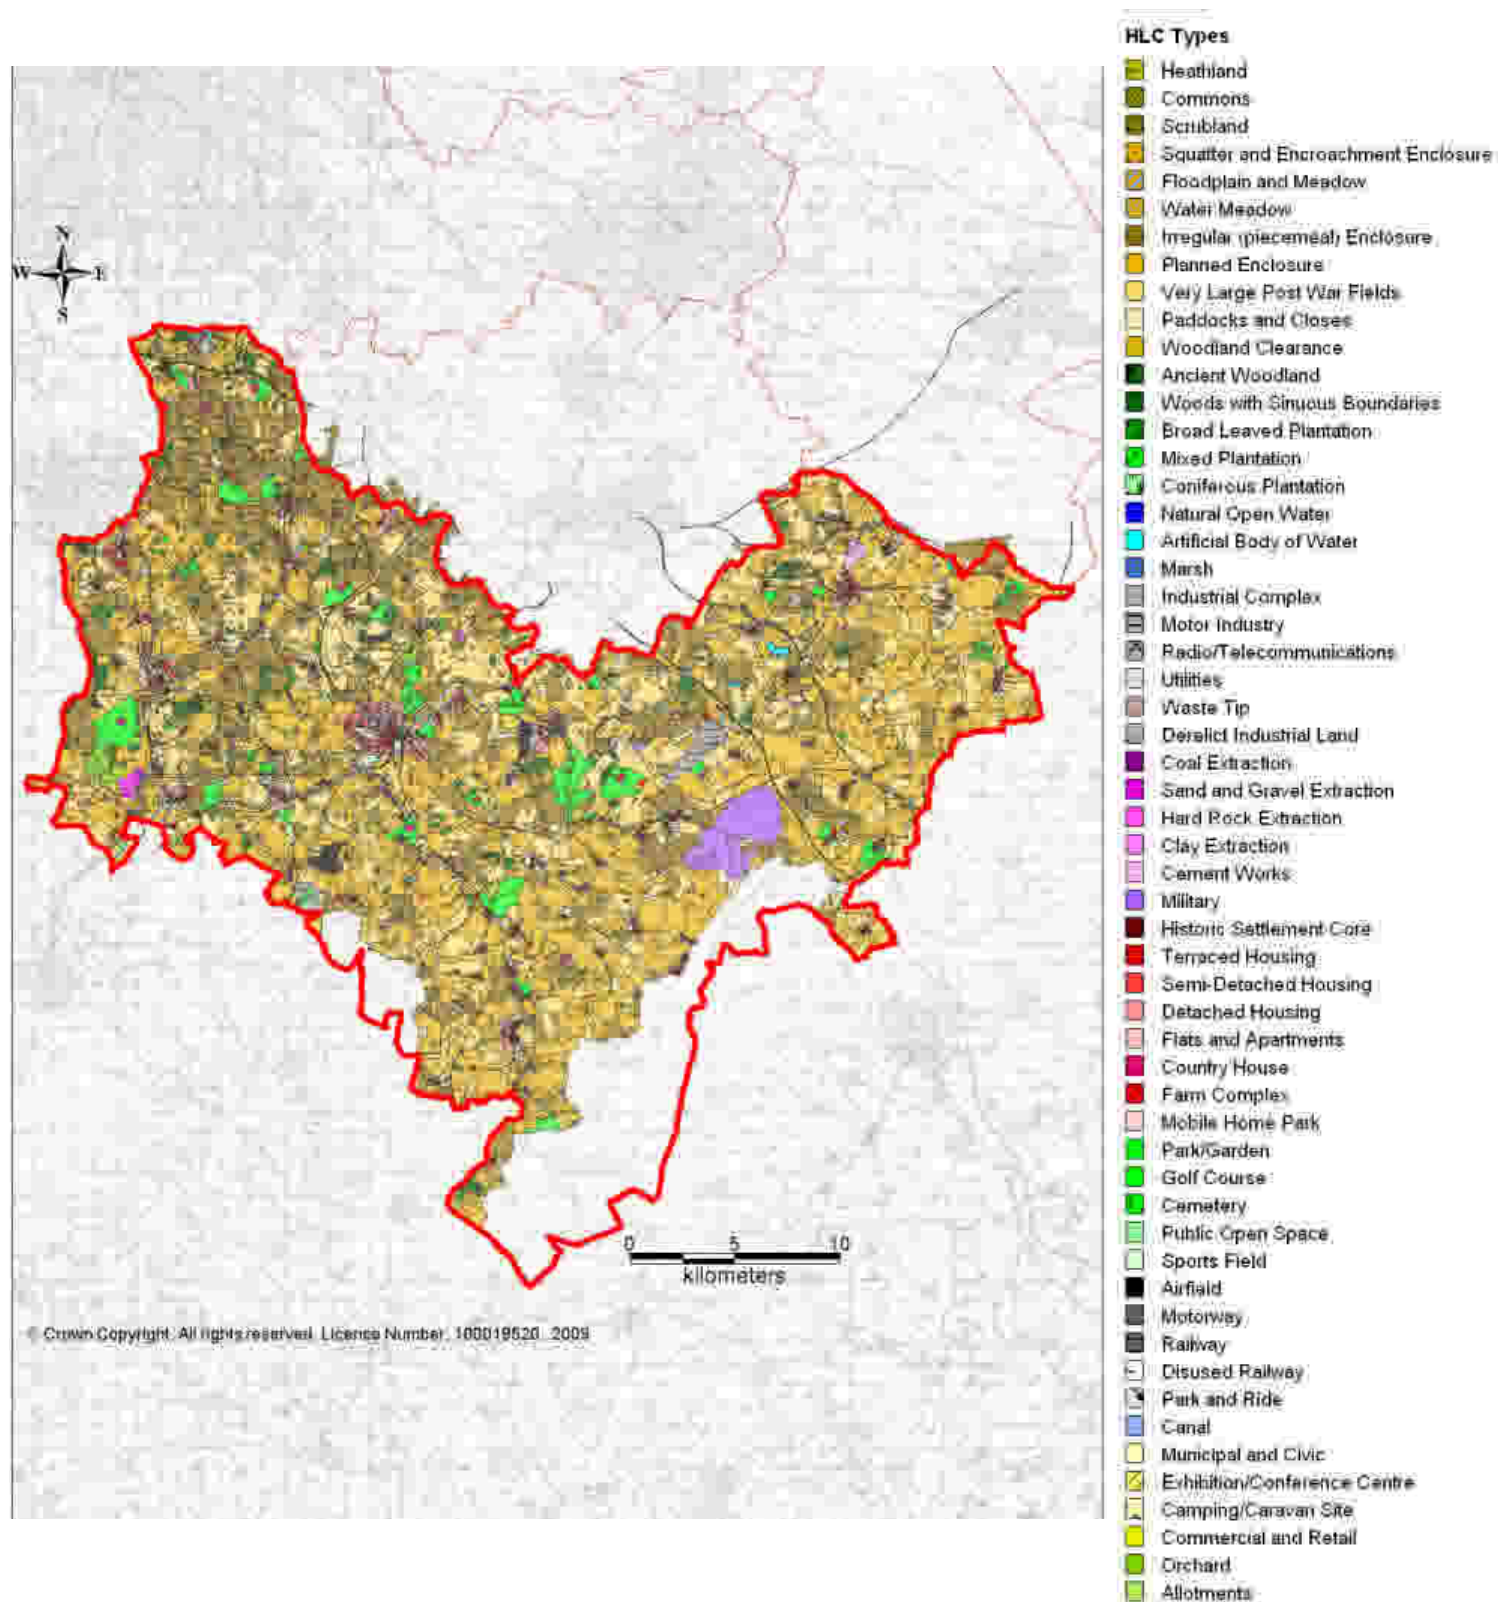 HLC Types
Heathland
Commons
Scrubland
Squatter and Encroachment Enclosure
Floodplain and Meadow
Water Meadow
Irregular (piecemeal) Enclosure
Planned Enclosure
Very Large Post War Fields
Paddocks and Closes
Woodland Clearance
Ancient Woodland
Woods with Sinuous Boundaries
Broad Leaved Plantation
Mixed Plantation
Coniferous Plantation
Natural Open Water
Artificial Body of Water
Marsh
Industrial Complex
Motor Industry
Radio/Telecommunications
Utilities
Waste Tip
Derelict Industrial Land
Coal Extraction
Sand and Gravel Extraction
Hard Rock Extraction
Clay Extraction
Cement Works
Military
Historic Settlement Core
Terraced Housing
Semi-Detached Housing
Detached Housing
Flats and Apartments
Country House
Farm Complex
Mobile Home Park
Park/Garden
Golf Course
Cemetery
Public Open Space
Sports Field
Airfield
Motorway
Railway
Disused Railway
Park and Ride
Canal
Municipal and Civic
Exhibition/Conference Centre
Camping/Caravan Site
Commercial and Retail
Orchard
Allotments
N
W E
S
0 5 10
kilometers
© Crown Copyright. All rights reserved. Licence Number, 100019520. 2009